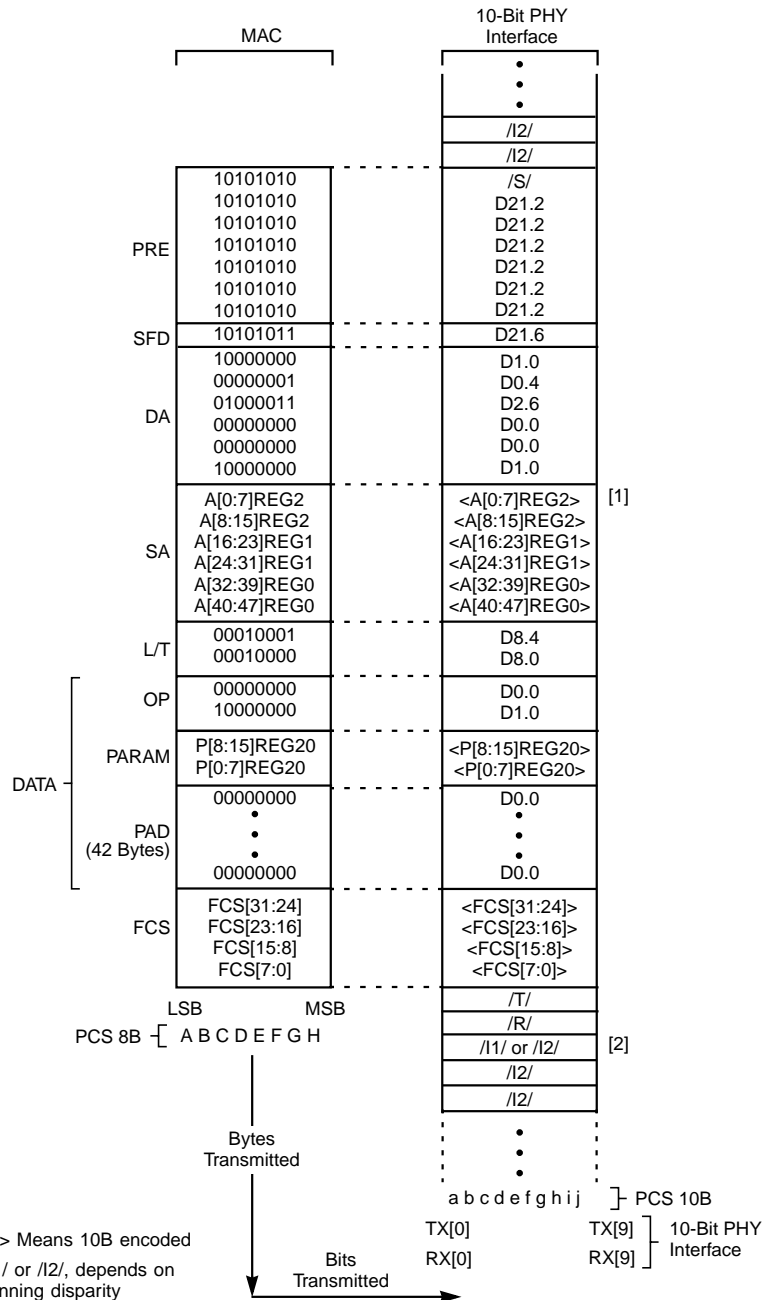 MAC
10-Bit PHY
Interface
/I2/
/I2/
PRE
10101010 /S/
10101010 D21.2
10101010 D21.2
10101010 D21.2
10101010 D21.2
10101010 D21.2
10101010 D21.2
SFD 10101011 D21.6
DA
10000000 D1.0
00000001 D0.4
01000011 D2.6
00000000 D0.0
00000000 D0.0
10000000 D1.0
SA
A[0:7]REG2 <A[0:7]REG2> [1]
A[8:15]REG2 <A[8:15]REG2>
A[16:23]REG1 <A[16:23]REG1>
A[24:31]REG1 <A[24:31]REG1>
A[32:39]REG0 <A[32:39]REG0>
A[40:47]REG0 <A[40:47]REG0>
L/T
00010001 D8.4
00010000 D8.0
DATA
OP
00000000 D0.0
10000000 D1.0
PARAM
P[8:15]REG20 <P[8:15]REG20>
P[0:7]REG20 <P[0:7]REG20>
PAD
(42 Bytes)
00000000 D0.0
00000000 D0.0
FCS
FCS[31:24] <FCS[31:24]>
FCS[23:16] <FCS[23:16]>
FCS[15:8] <FCS[15:8]>
FCS[7:0] <FCS[7:0]>
/T/
/R/
/I1/ or /I2/ [2]
/I2/
/I2/
LSB MSB
PCS 8B A B C D E F G H
Bytes
Transmitted
a b c d e f g h i j PCS 10B
TX[0] TX[9]
RX[0] RX[9]
10-Bit PHY
Interface
> Means 10B encoded
/ or /I2/, depends on
nning disparity
Bits
Transmitted